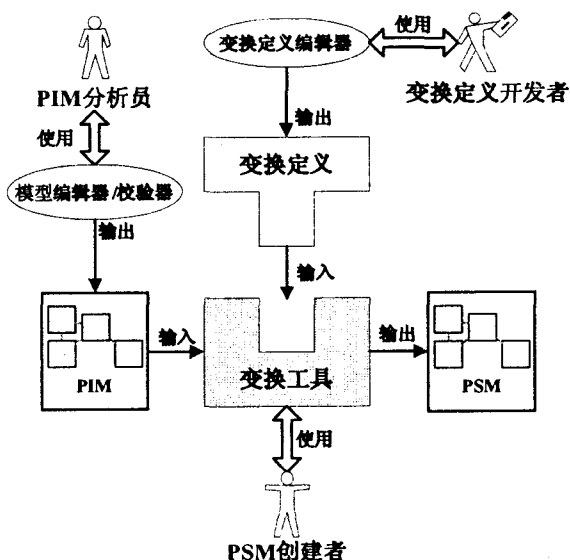 变换定义编辑器
使用
变换定义开发者
PIM分析员
使用
输出
变换定义
模型编辑器/校验器
输出
输入
PIM
输入
变换工具
输出
PSM
使用
PSM创建者